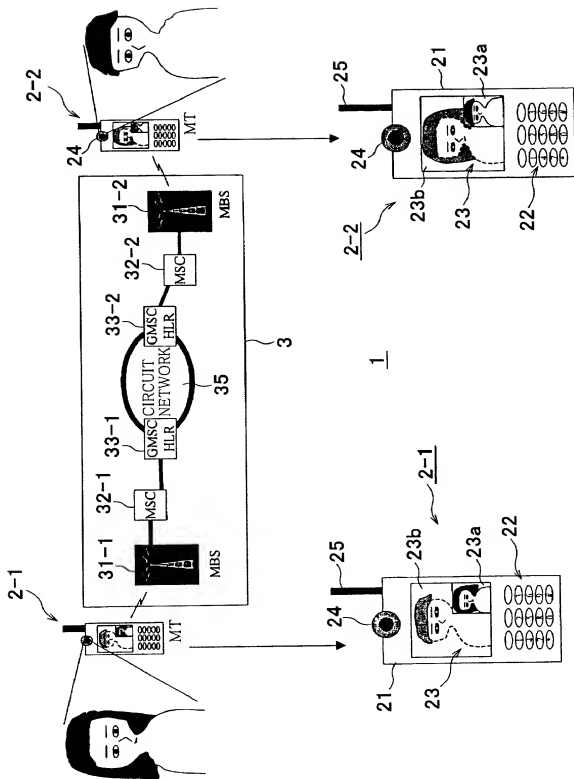 2-1
MT
31-1
MBS
32-1
MSC
33-1
GMSC
HLR
CIRCUIT
NETWORK
35
33-2
GMSC
HLR
32-2
MSC
31-2
MBS
3
2-2
24
MT
1
2-1
21
23
24
25
23b
23a
22
2-2
23b
23
22
24
25
21
23a